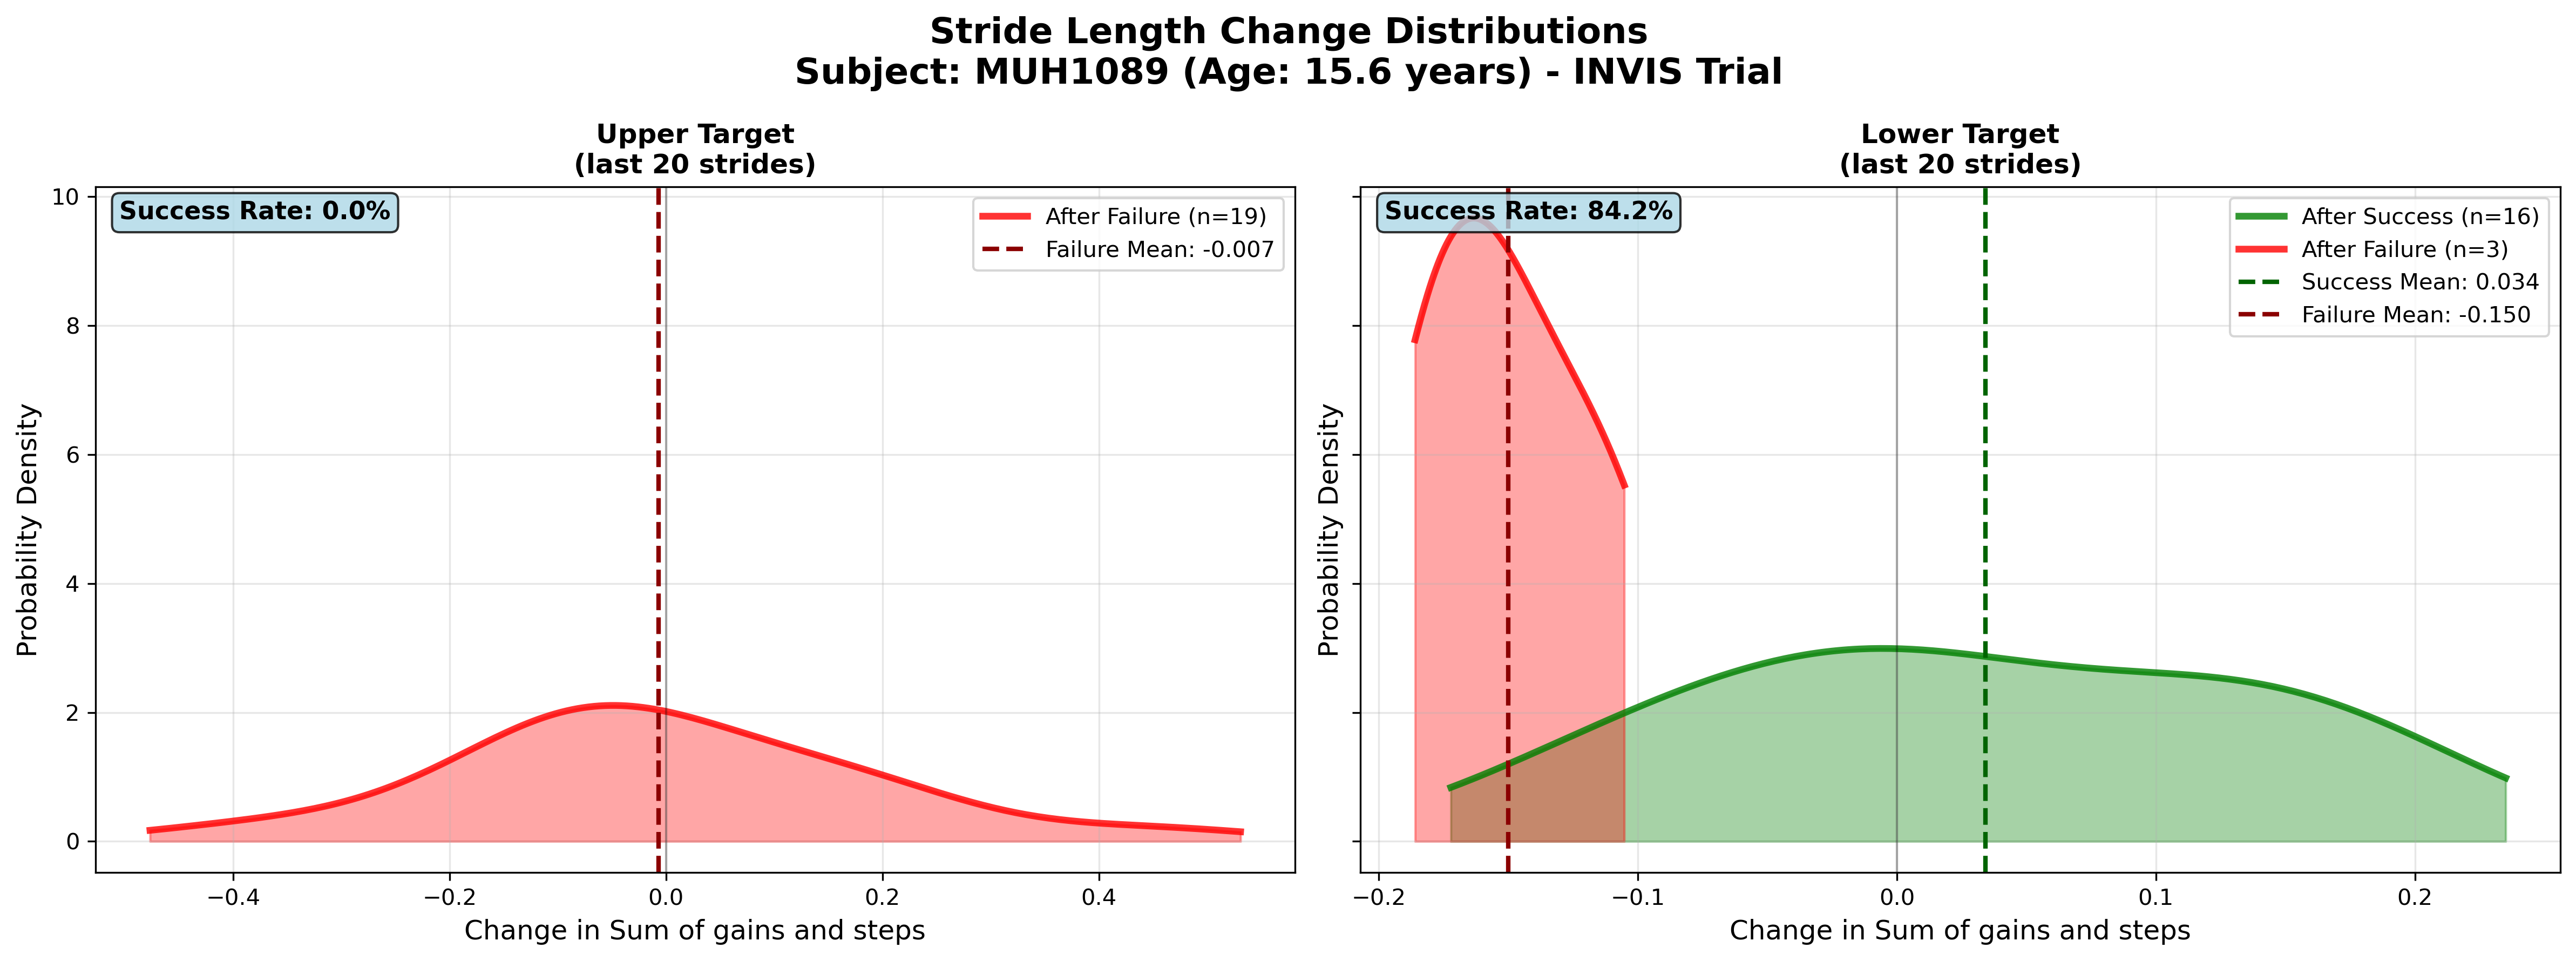 Stride Length Change Distributions
Subject: MUH1089 (Age: 15.6 years) - INVIS Trial
Upper Target
(last 20 strides)
Success Rate: 0.0%
After Failure (n=19)
Failure Mean: -0.007
10
8
6
4
2
0
Probability Density
−0.4
−0.2
0.0
0.2
0.4
Change in Sum of gains and steps
Lower Target
(last 20 strides)
Success Rate: 84.2%
After Success (n=16)
After Failure (n=3)
Success Mean: 0.034
Failure Mean: -0.150
Probability Density
−0.2
−0.1
0.0
0.1
0.2
Change in Sum of gains and steps